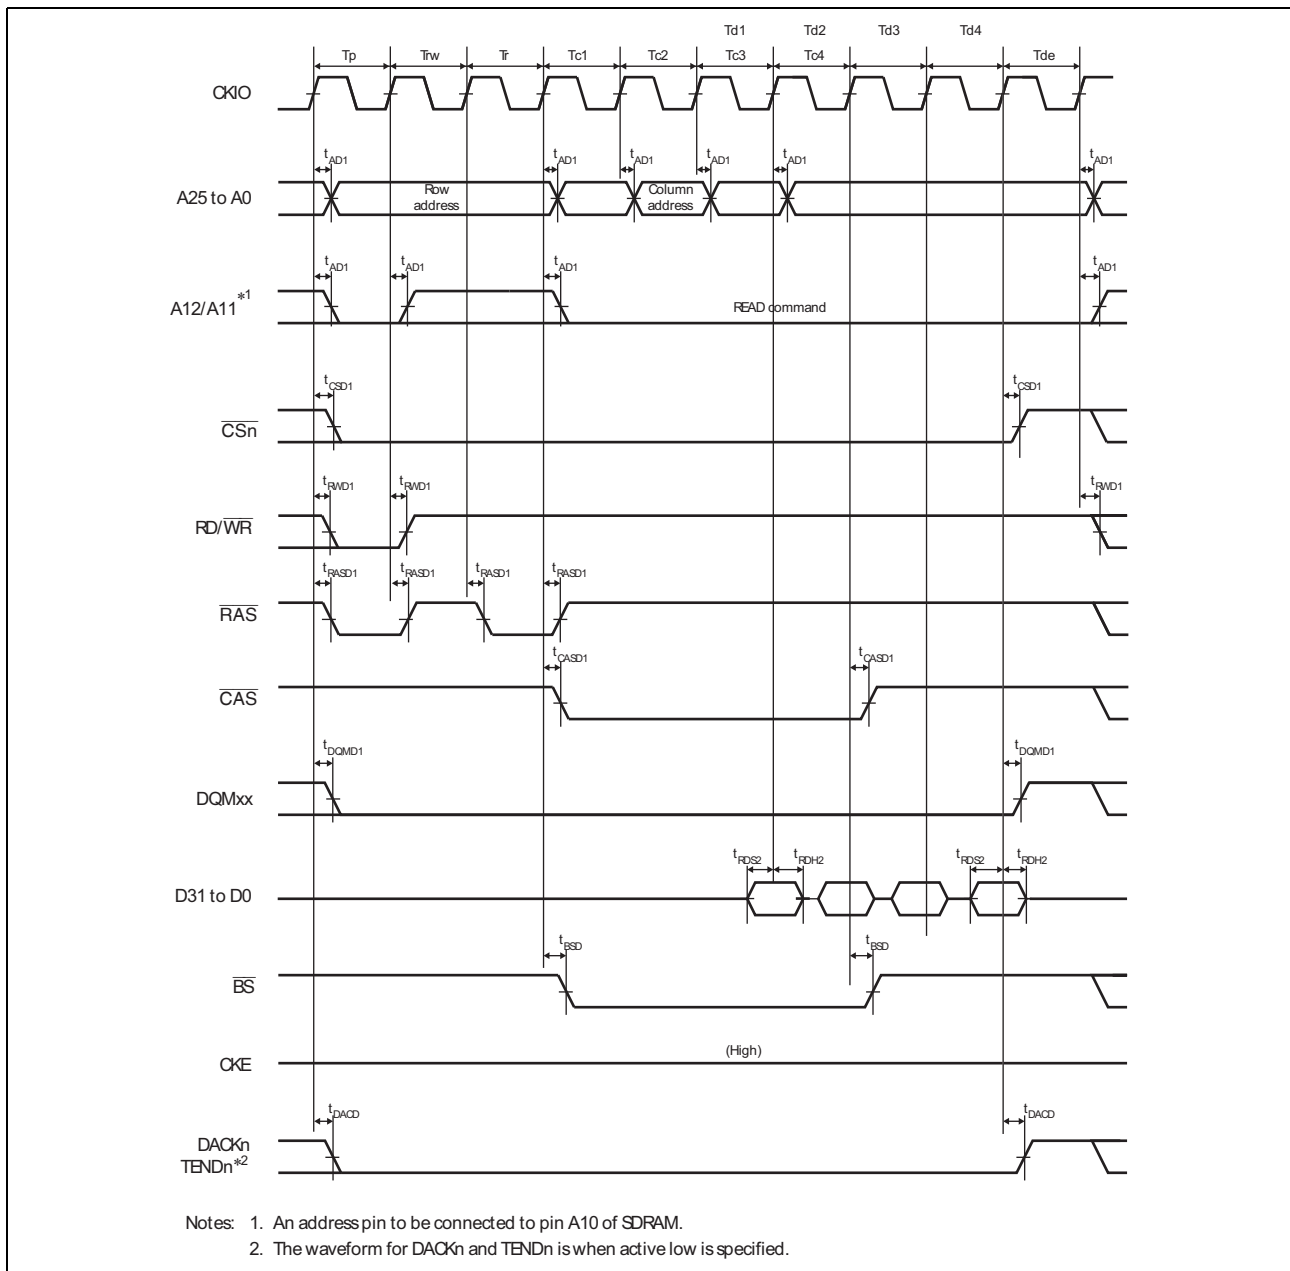 Td1 Td2 Td3 Td4
Tp Trw Tr Tc1 Tc2 Tc3 Tc4 Tde
CKIO
tAD1 tAD1 tAD1 tAD1 tAD1 tAD1
A25 to A0
Row address
Column address
tAD1 tAD1 tAD1 tAD1
A12/A11*1
READ command
tCSD1 tCSD1
CSn
tRWD1 tRWD1 tRWD1
RD/WR
tRASD1 tRASD1 tRASD1 tRASD1
RAS
tCASD1 tCASD1
CAS
tDQMD1 tDQMD1
DQMxx
tRDS2 tRDH2 tRDS2 tRDH2
D31 to D0
tBSD tBSD
BS
(High)
CKE
tDACD tDACD
DACKn
TENDn*2
Notes: 1. An address pin to be connected to pin A10 of SDRAM.
2. The waveform for DACKn and TENDn is when active low is specified.